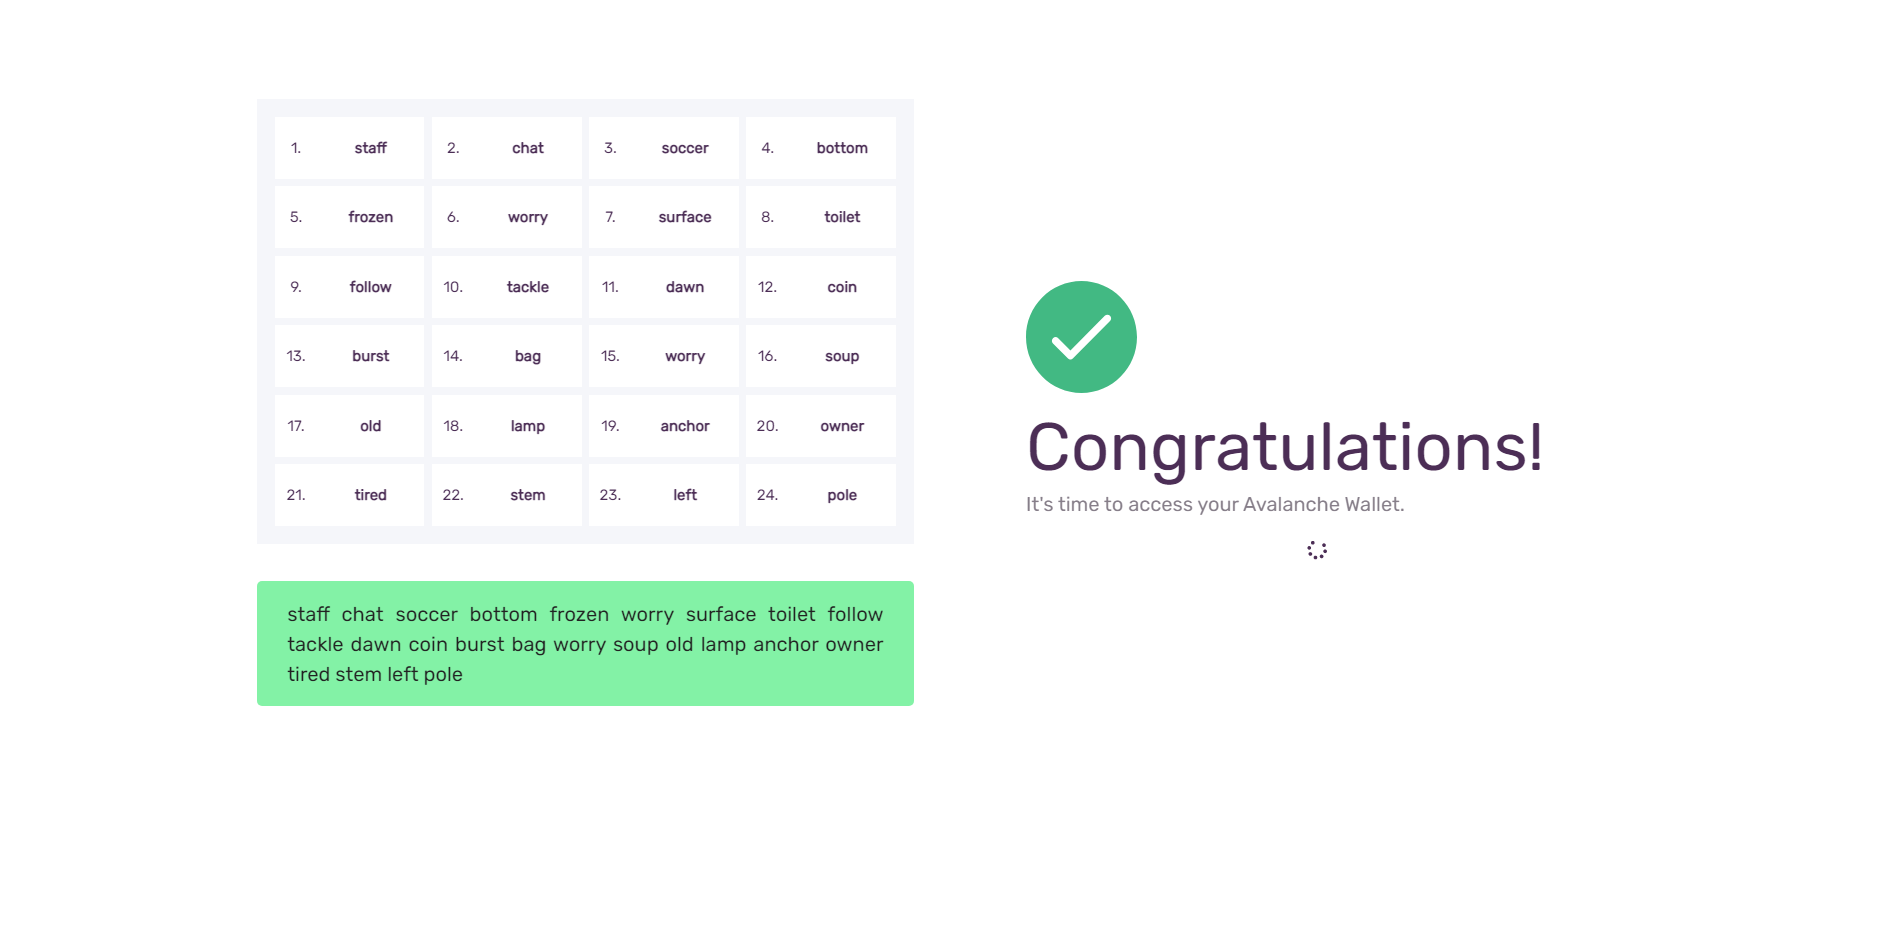 1. staff 2. chat 3. soccer 4. bottom
5. frozen 6. worry 7. surface 8. toilet
9. follow 10. tackle 11. dawn 12. coin
13. burst 14. bag 15. worry 16. soup
17. old 18. lamp 19. anchor 20. owner
21. tired 22. stem 23. left 24. pole
staff chat soccer bottom frozen worry surface toilet follow
tackle dawn coin burst bag worry soup old lamp anchor owner
tired stem left pole
Congratulations!
It's time to access your Avalanche Wallet.